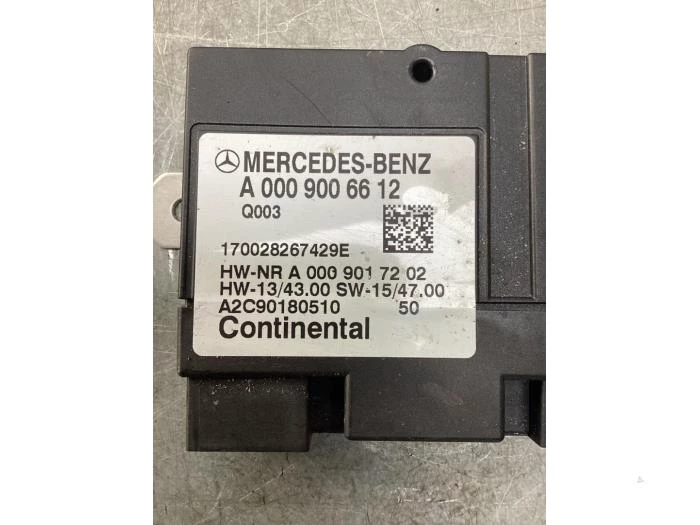 MERCEDES-BENZ
A 000 900 66 12
Q003
170028267429E
HW-NR A 000 901 72 02
HW-13/43.00 SW-15/47.00
A2C90180510 50
Continental